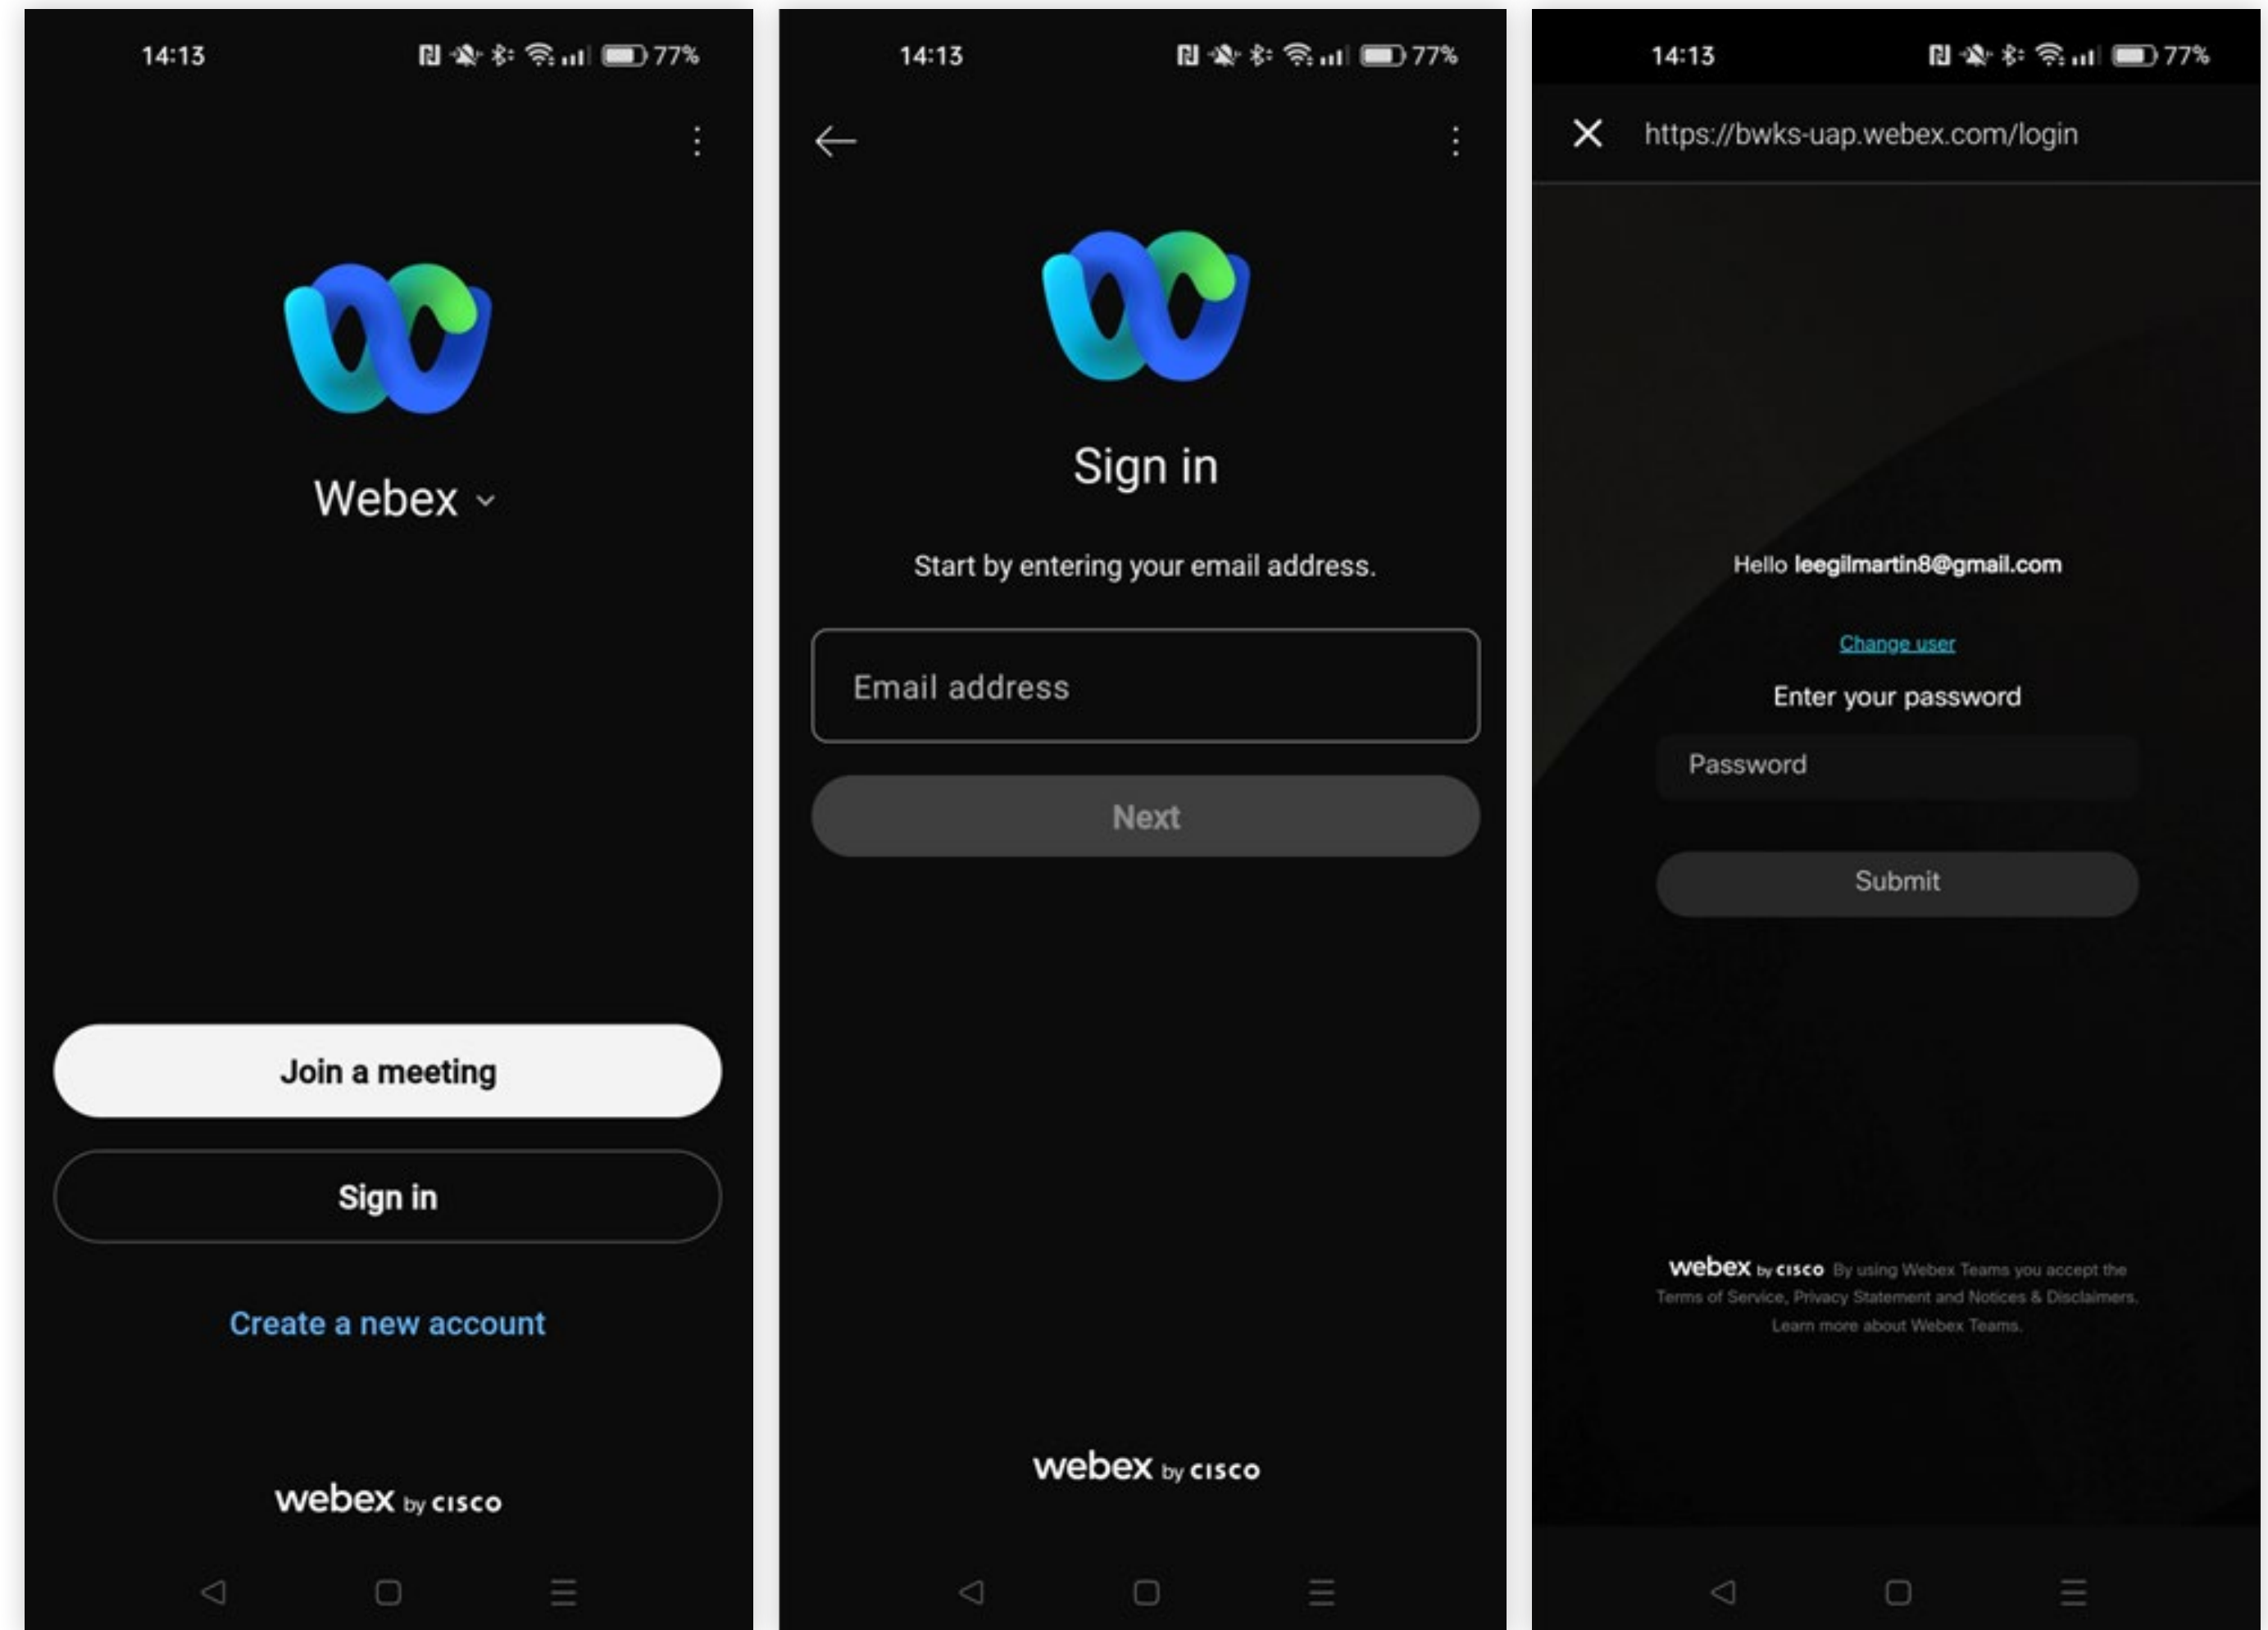 14:13
77%
Webex
Join a meeting
Sign in
Create a new account
webex by CISCO
14:13
77%
Sign in
Start by entering your email address.
Email address
Next
webex by CISCO
14:13
77%
https://bwks-uap.webex.com/login
Hello leegilmartin8@gmail.com
Change user
Enter your password
Password
Submit
webex by CISCO By using Webex Teams you accept the
Terms of Service, Privacy Statement and Notices & Disclaimers.
Learn more about Webex Teams.